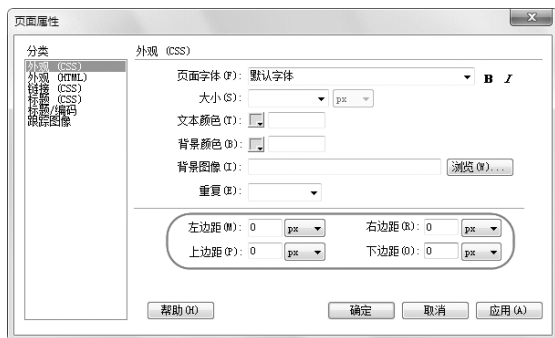 页面属性
分类
外观 (CSS)
外观 (HTML)
链接 (CSS)
标题 (CSS)
标题/编码
跟踪图像
外观 (CSS)
页面字体(F): 默认字体 B I
大小(S): px
文本颜色(T):
背景颜色(B):
背景图像(I): 浏览(W)...
重复(E):
左边距(M): 0 px 右边距(R): 0 px
上边距(P): 0 px 下边距(O): 0 px
帮助(H) 确定 取消 应用(A)